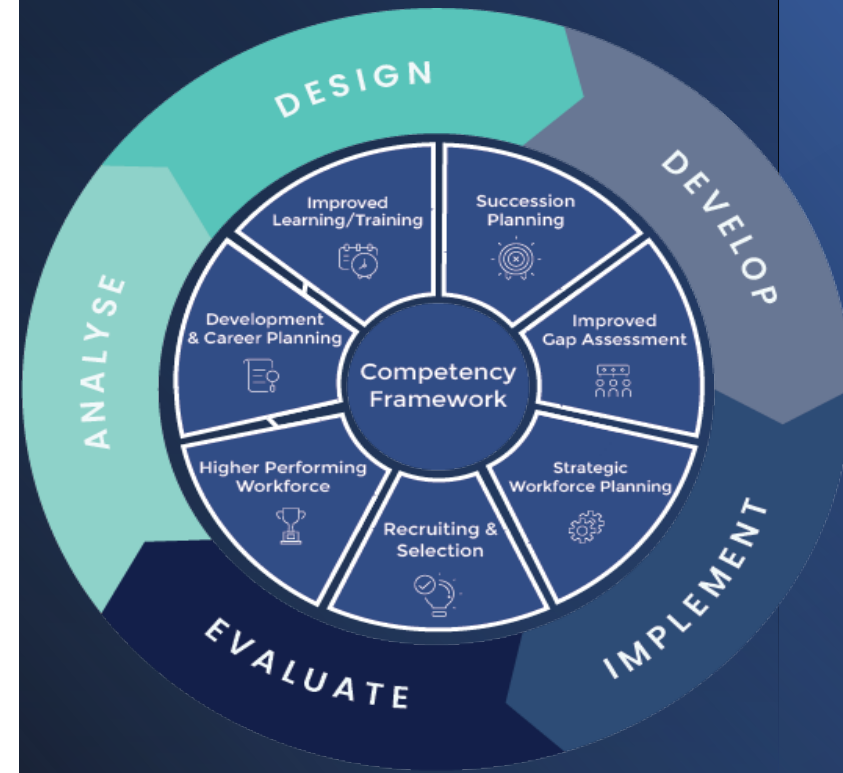 DESIGN
DEVELOP
IMPLEMENT
EVALUATE
ANALYSE
Improved
Learning/Training
Succession
Planning
Improved
Gap Assessment
Strategic
Workforce Planning
Recruiting &
Selection
Higher Performing
Workforce
Development
& Career Planning
Competency
Framework